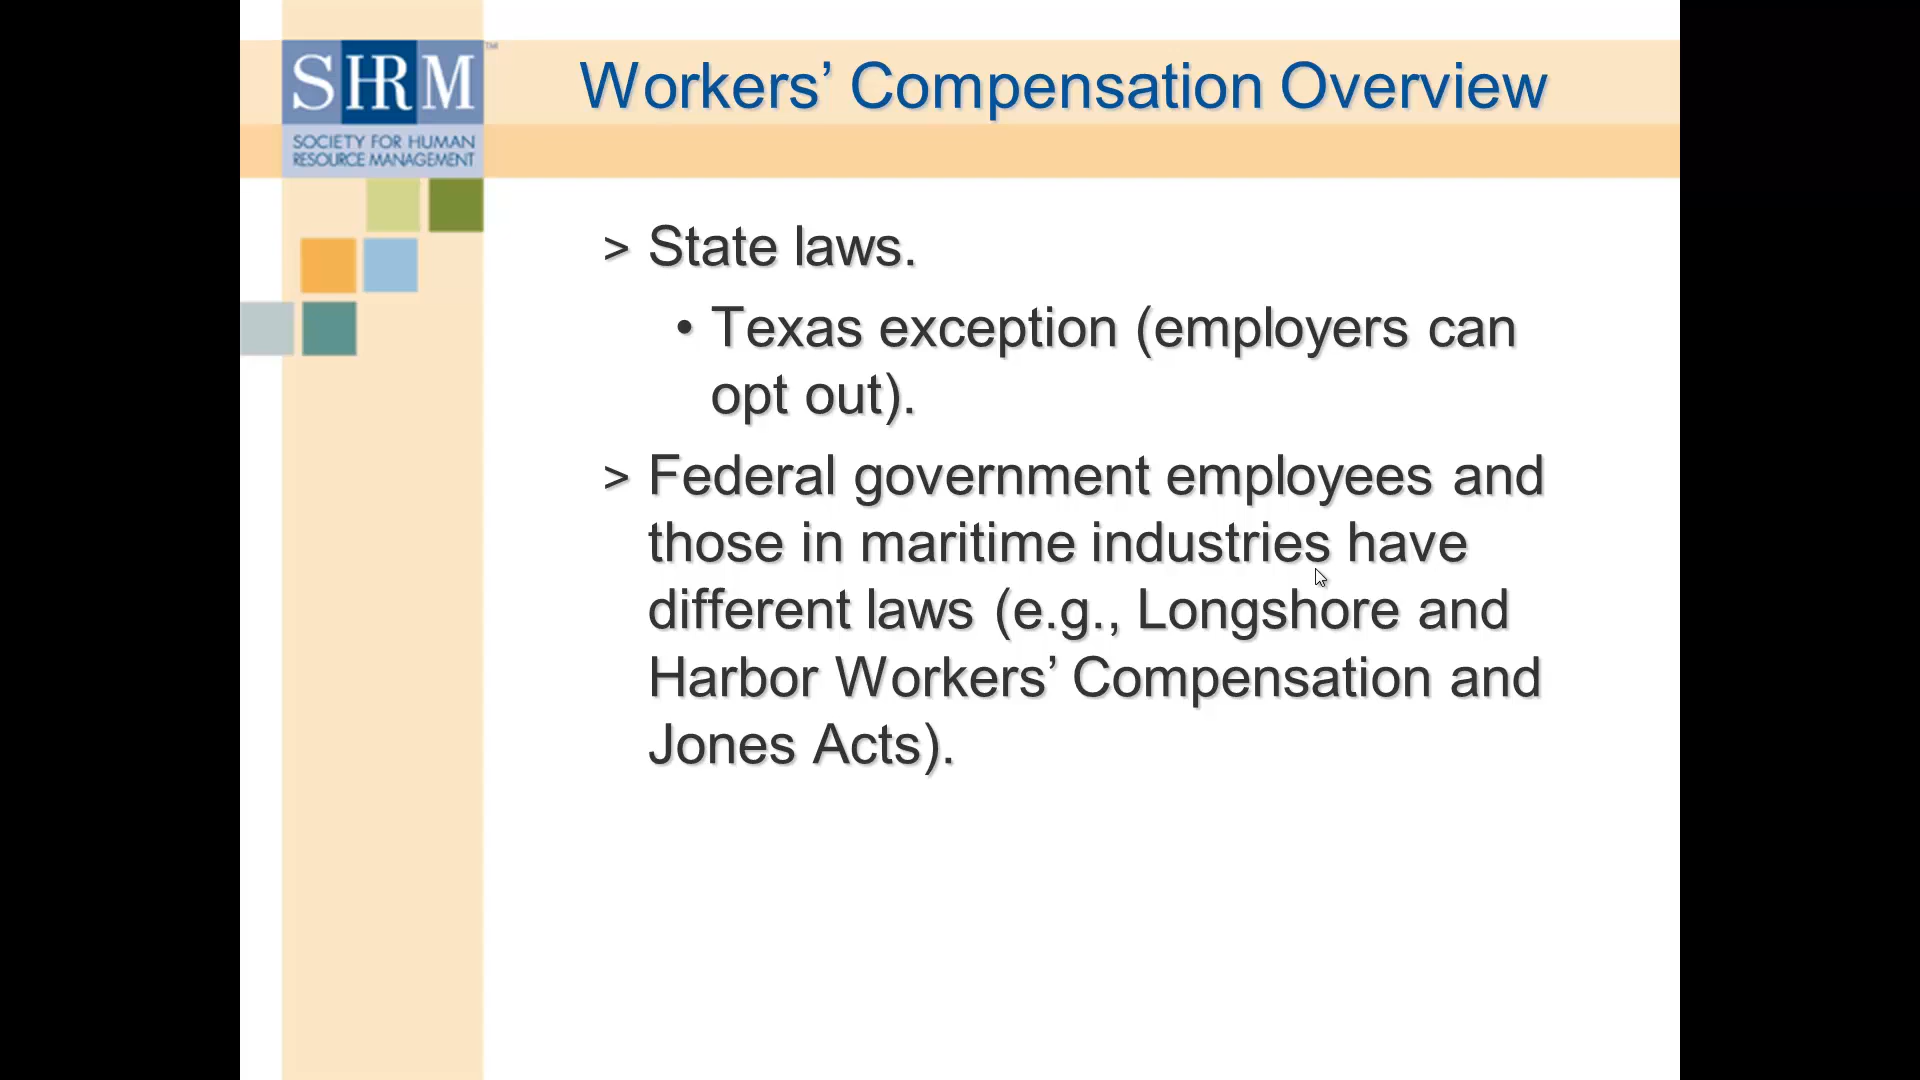 SHRM™
SOCIETY FOR HUMAN
RESOURCE MANAGEMENT
Workers’ Compensation Overview
> State laws.
• Texas exception (employers can
opt out).
> Federal government employees and
those in maritime industries have
different laws (e.g., Longshore and
Harbor Workers’ Compensation and
Jones Acts).